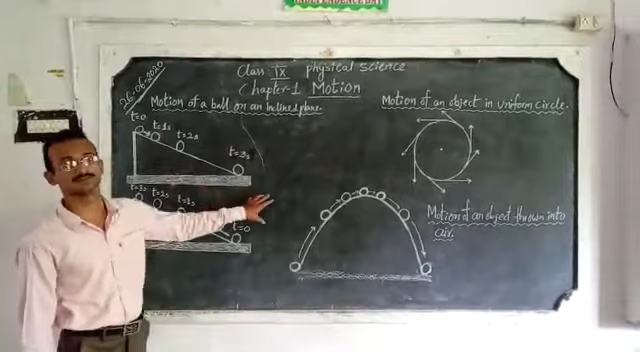 INDEPENDENCE DAY
26-06-2020
Class IX physical science
Chapter-1 Motion
Motion of a ball on an inclined plane.
Motion of an object in uniform circle.
t=0
t=1s
t=2s
t=3s
t=3s
t=2s
t=1s
t=0
Motion of an object thrown into
air.